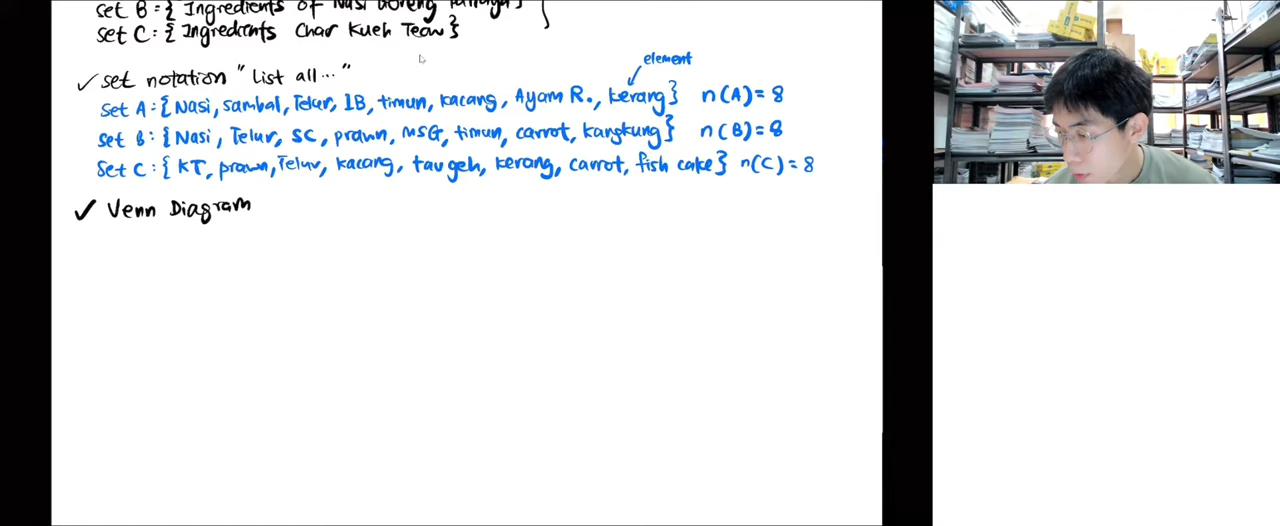 set B:{ Ingredients of Nasi Goreng
set C:{ Ingredients Char Kueh Teow}
✓ set notation "List all..."
element
set A:{Nasi, sambal, Telur, IB, timun, kacang, Ayam R., kerang} n(A)=8
set B:{Nasi, Telur, SC, prawn, MSG, timun, carrot, kangkung} n(B)=8
set C:{ KT, prawn, Telur, kacang, taugeh, kerang, carrot, fish cake} n(C)=8
✓ Venn Diagram